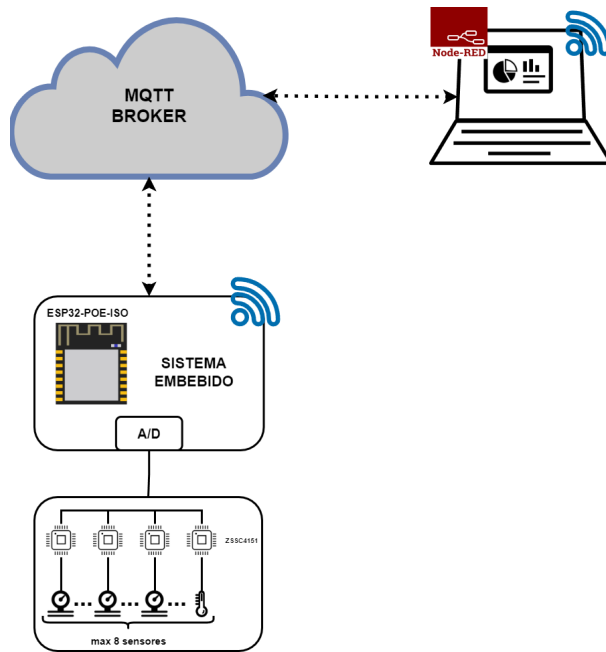 Node-RED
MQTT
BROKER
ESP32-POE-ISO
SISTEMA
EMBEBIDO
A/D
ZSSC4151
max 8 sensores